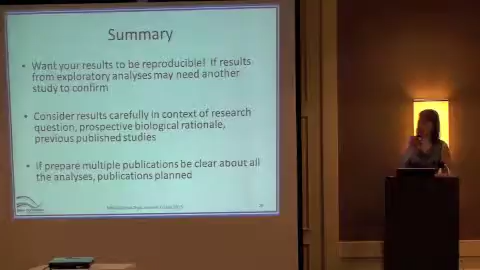 Summary
• Want your results to be reproducible! If results
from exploratory analyses may need another
study to confirm
• Consider results carefully in context of research
question, prospective biological rationale,
previous published studies
• If prepare multiple publications be clear about all
the analyses, publications planned